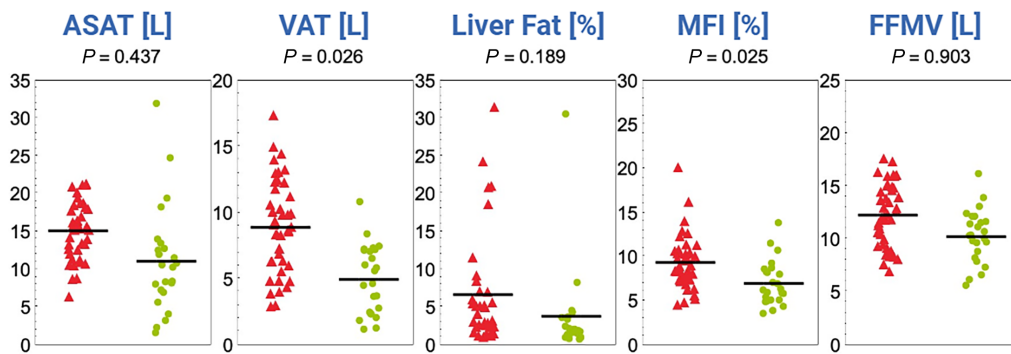 ASAT [L] VAT [L] Liver Fat [%] MFI [%] FFMV [L]
P = 0.437 P = 0.026 P = 0.189 P = 0.025 P = 0.903
35 20 35 30 25
30 30 25
25 15 25 20
20 20 20 15
15 10 15 15 10
10 5 10 10 5
5 5 5
0 0 0 0 0